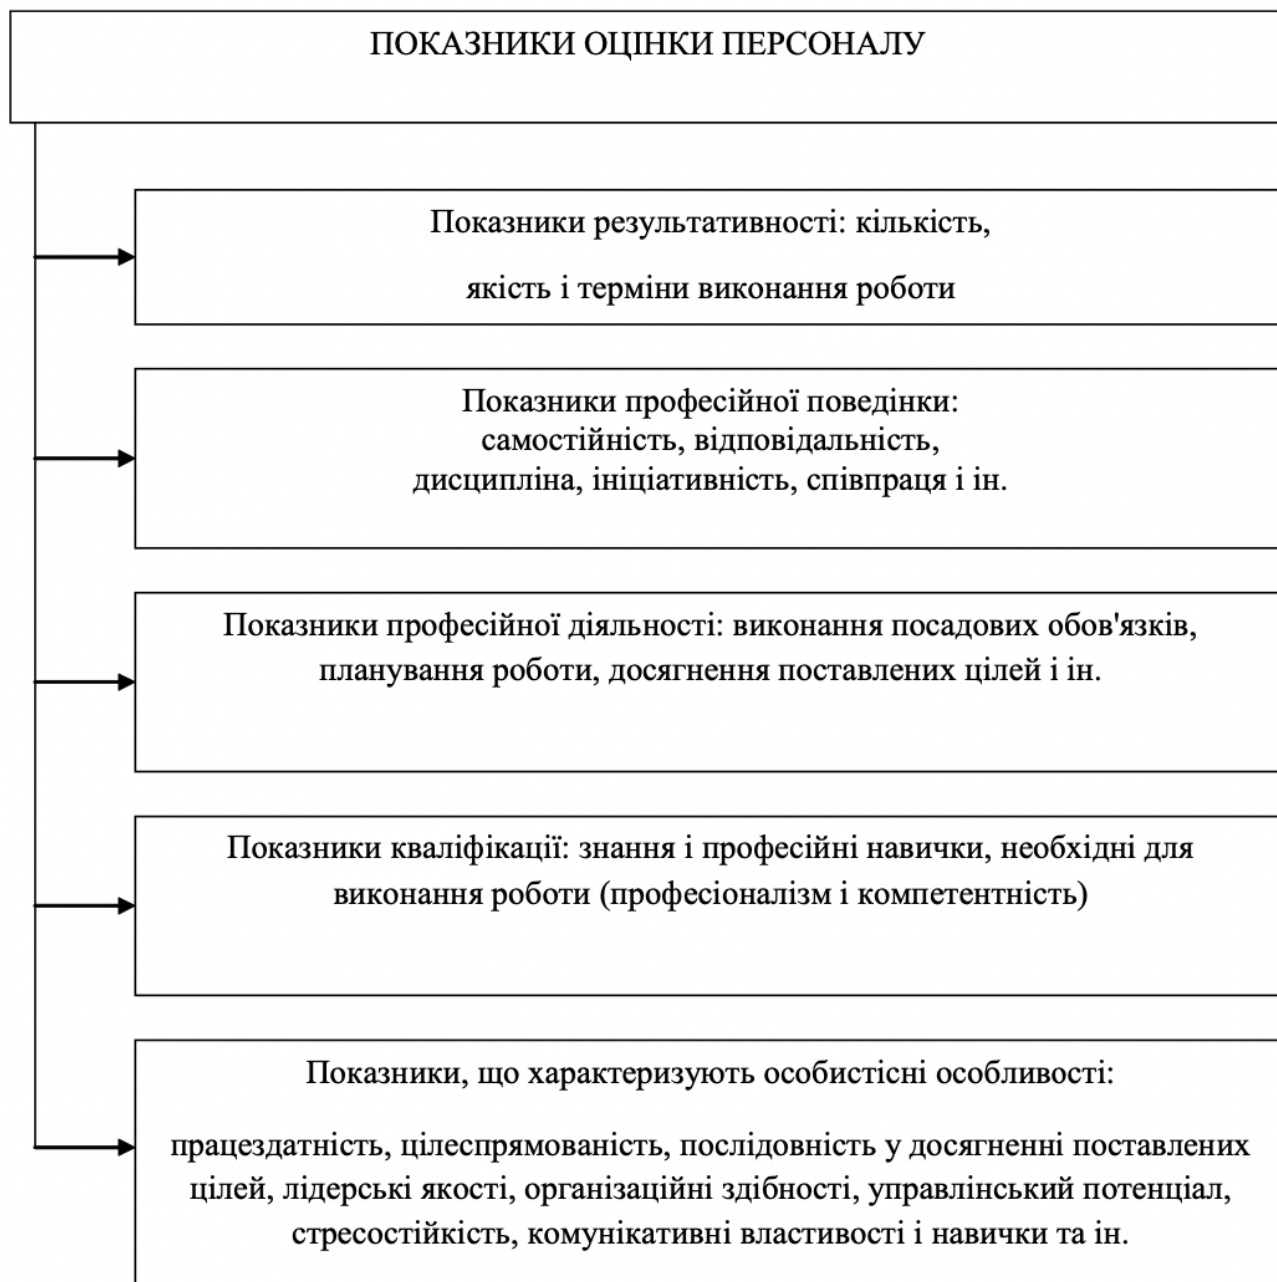 ПОКАЗНИКИ ОЦІНКИ ПЕРСОНАЛУ
Показники результативності: кількість,
якість і терміни виконання роботи
Показники професійної поведінки:
самостійність, відповідальність,
дисципліна, ініціативність, співпраця і ін.
Показники професійної діяльності: виконання посадових обов'язків,
планування роботи, досягнення поставлених цілей і ін.
Показники кваліфікації: знання і професійні навички, необхідні для
виконання роботи (професіоналізм і компетентність)
Показники, що характеризують особистісні особливості:
працездатність, цілеспрямованість, послідовність у досягненні поставлених
цілей, лідерські якості, організаційні здібності, управлінський потенціал,
стресостійкість, комунікативні властивості і навички та ін.